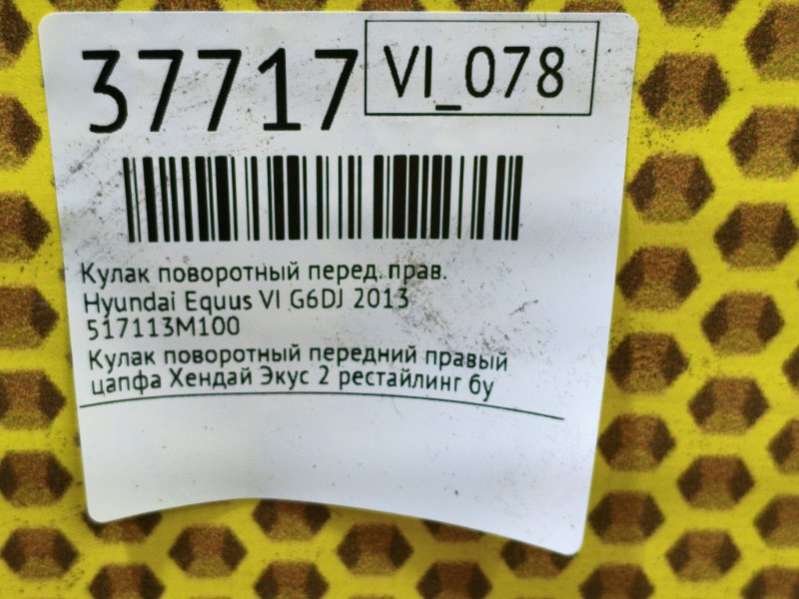 37717
VI_078
Кулак поворотный перед. прав.
Hyundai Equus VI G6DJ 2013
517113M100
Кулак поворотный передний правый
цапфа Хендай Экус 2 рестайлинг бу